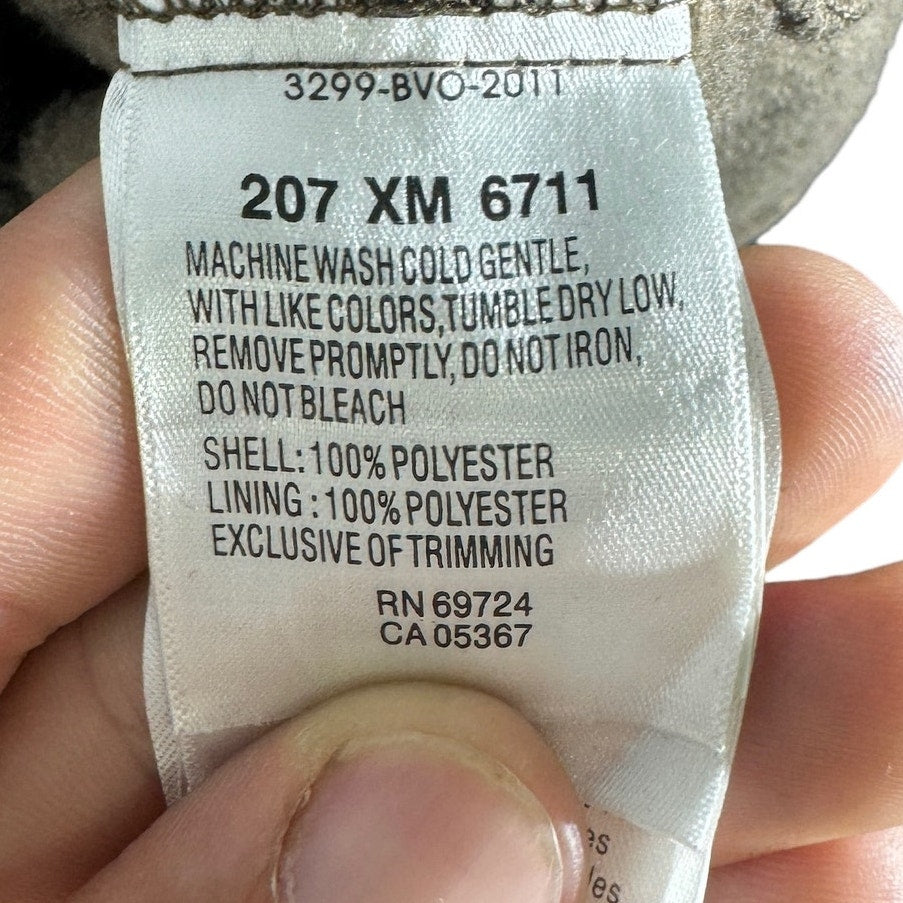 3299-BVO-2011
207 XM 6711
MACHINE WASH COLD GENTLE,
WITH LIKE COLORS, TUMBLE DRY LOW,
REMOVE PROMPTLY, DO NOT IRON,
DO NOT BLEACH
SHELL: 100% POLYESTER
LINING : 100% POLYESTER
EXCLUSIVE OF TRIMMING
RN 69724
CA 05367